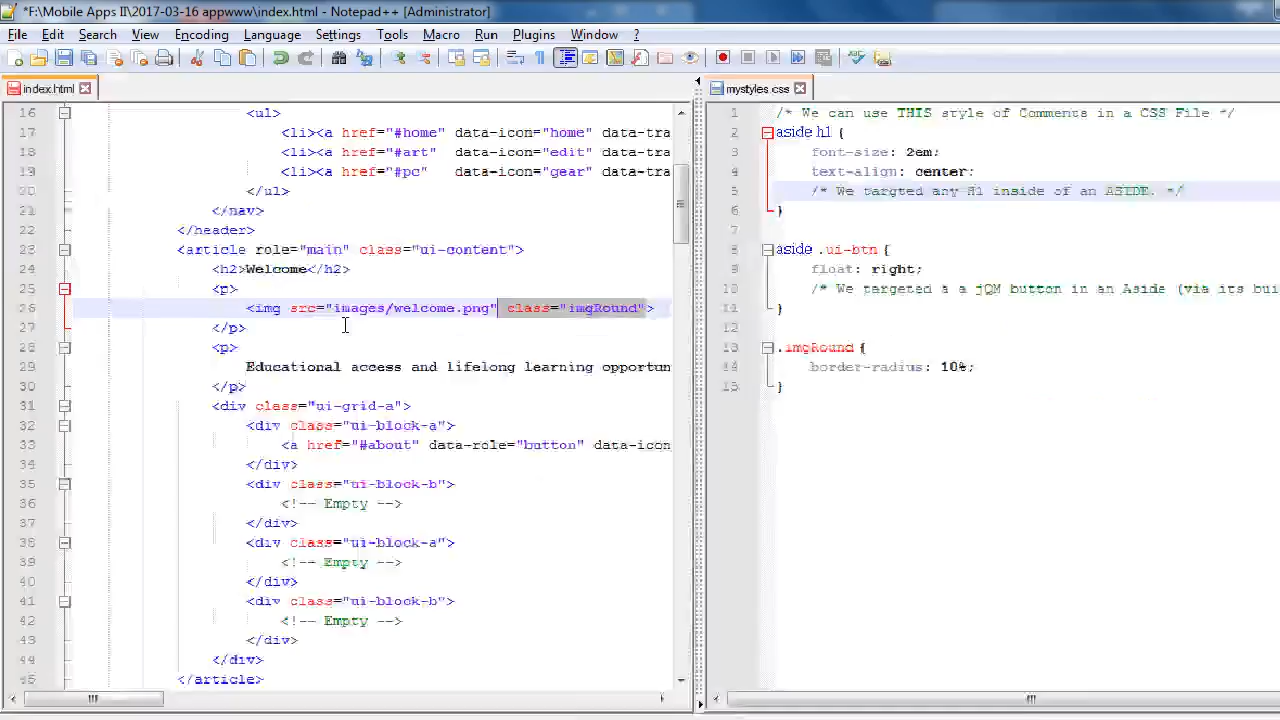 *F:\Mobile Apps II\2017-03-16 appwww\index.html - Notepad++ [Administrator]
File Edit Search View Encoding Language Settings Tools Macro Run Plugins Window ?
index.html
16 <ul>
17 <li><a href="#home" data-icon="home" data-tra
18 <li><a href="#art" data-icon="edit" data-tra
19 <li><a href="#pc" data-icon="gear" data-tra
20 </ul>
21 </nav>
22 </header>
23 <article role="main" class="ui-content">
24 <h2>Welcome</h2>
25 <p>
26 <img src="images/welcome.png" class="imgRound">
27 </p>
28 <p>
29 Educational access and lifelong learning opportun
30 </p>
31 <div class="ui-grid-a">
32 <div class="ui-block-a">
33 <a href="#about" data-role="button" data-icon
34 </div>
35 <div class="ui-block-b">
36 <!-- Empty -->
37 </div>
38 <div class="ui-block-a">
39 <!-- Empty -->
40 </div>
41 <div class="ui-block-b">
42 <!-- Empty -->
43 </div>
44 </div>
45 </article>
mystyles.css
1 /* We can use THIS style of Comments in a CSS File */
2 aside h1 {
3 font-size: 2em;
4 text-align: center;
5 /* We targted any H1 inside of an ASIDE. */
6 }
7
8 aside .ui-btn {
9 float: right;
10 /* We targeted a a jQM button in an Aside (via its bui
11 }
12
13 .imgRound {
14 border-radius: 10%;
15 }